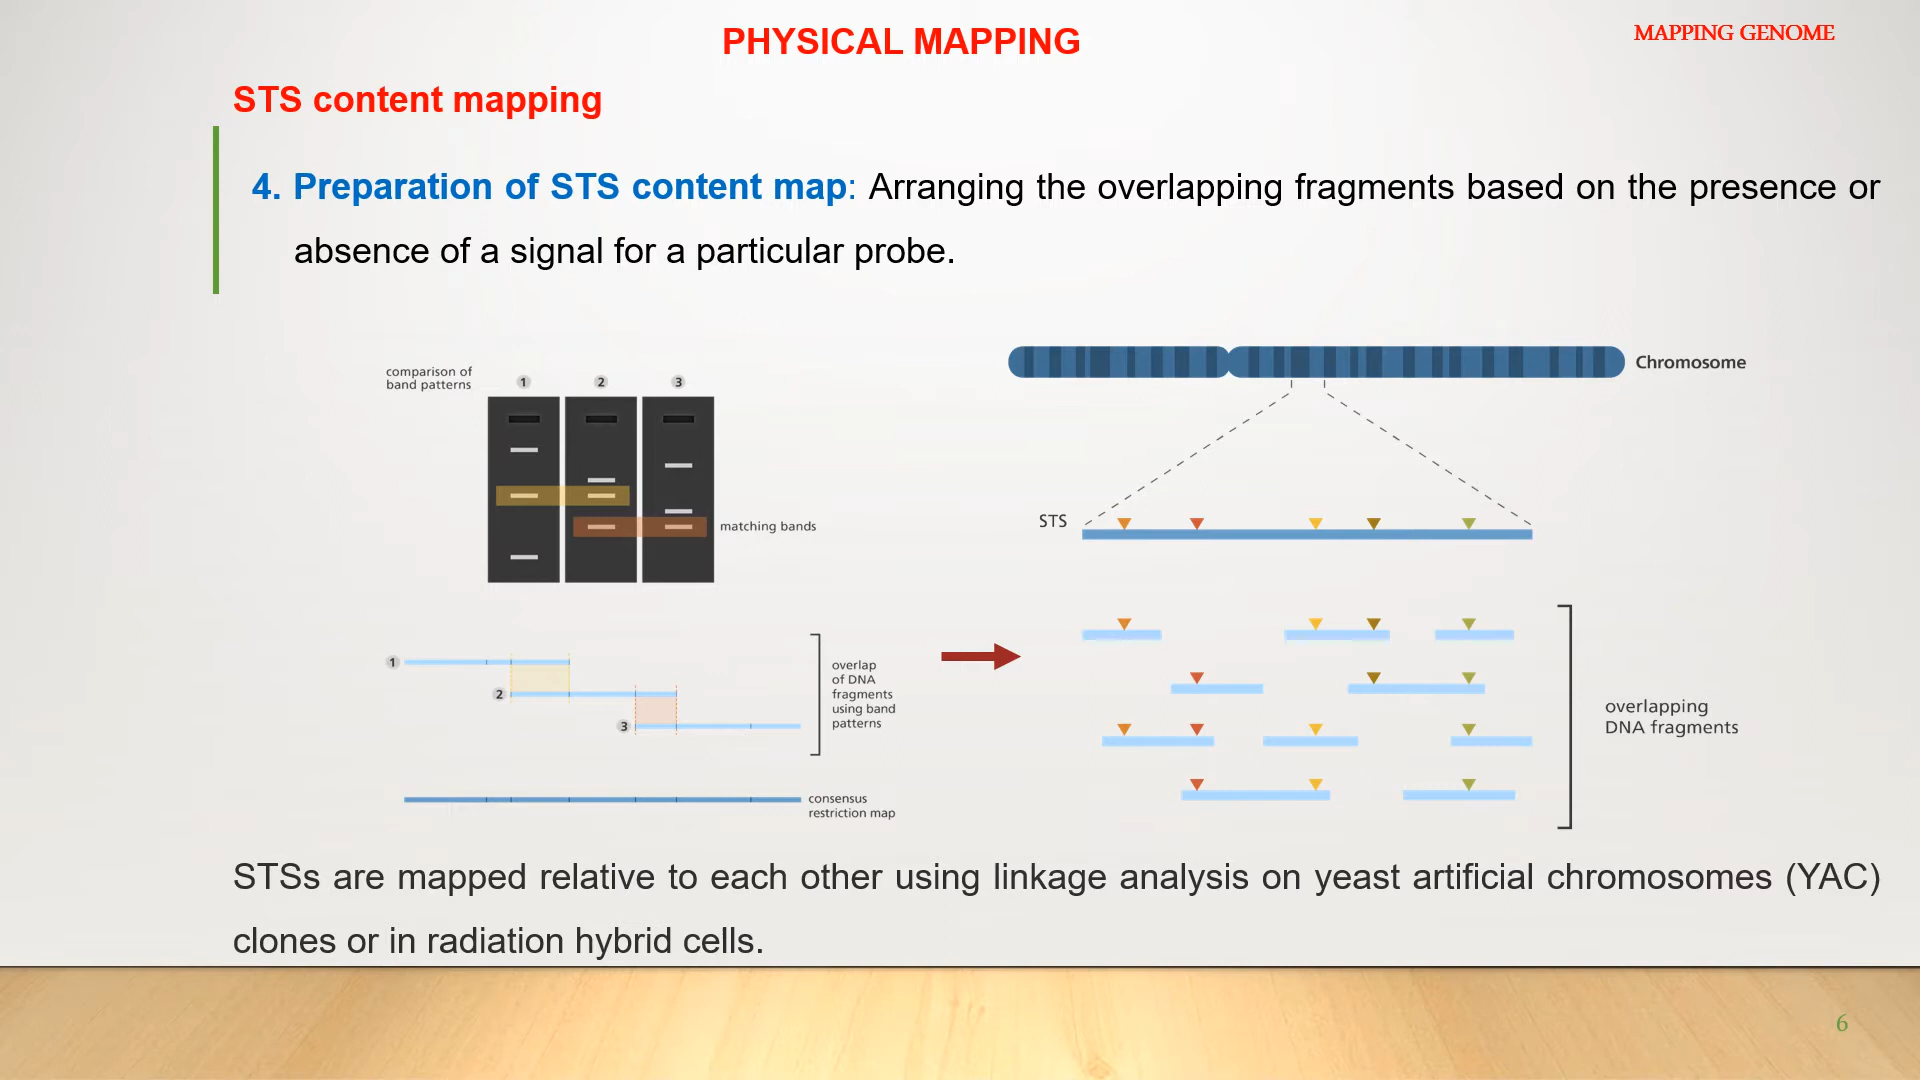 PHYSICAL MAPPING
MAPPING GENOME
STS content mapping
4. Preparation of STS content map: Arranging the overlapping fragments based on the presence or
absence of a signal for a particular probe.
comparison of
band patterns
1
2
3
matching bands
1
2
3
overlap
of DNA
fragments
using band
patterns
consensus
restriction map
Chromosome
STS
overlapping
DNA fragments
STSs are mapped relative to each other using linkage analysis on yeast artificial chromosomes (YAC)
clones or in radiation hybrid cells.
6